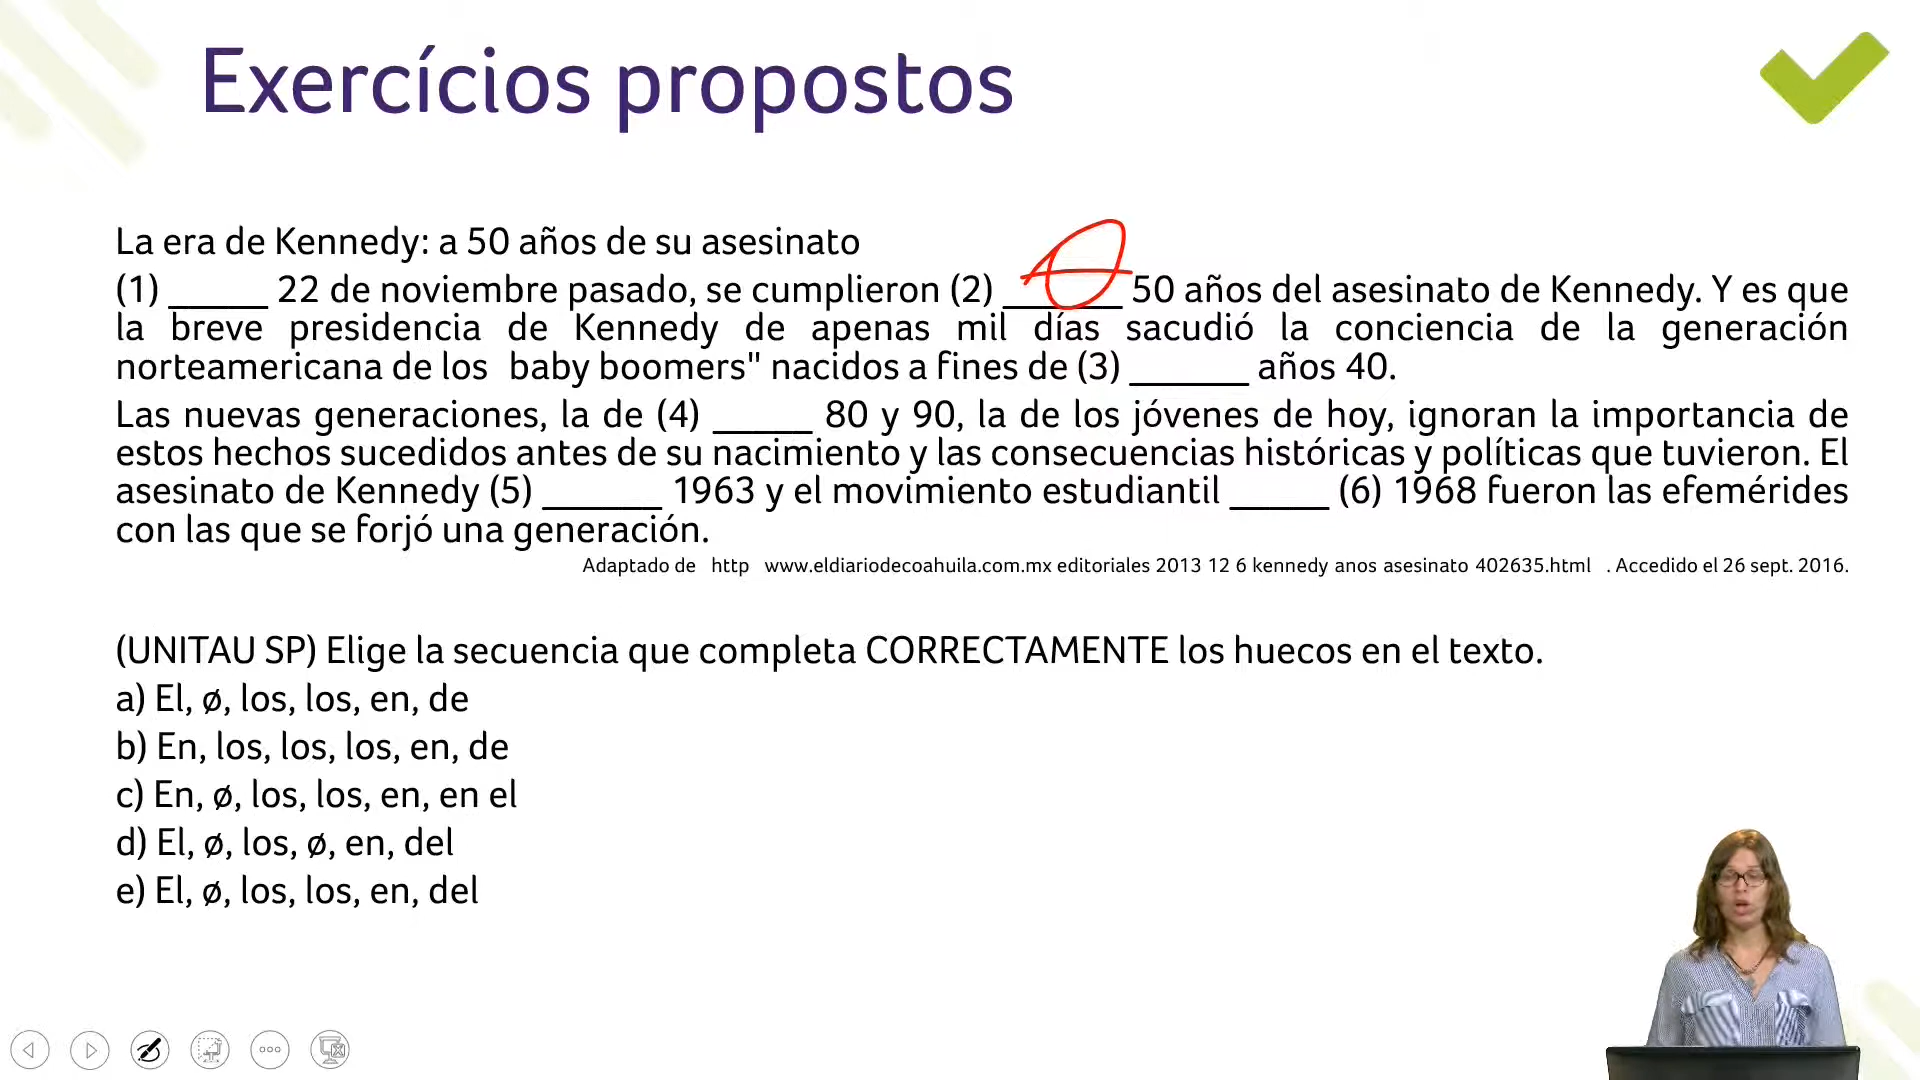 Exercícios propostos
La era de Kennedy: a 50 años de su asesinato
(1) _____ 22 de noviembre pasado, se cumplieron (2) ______ 50 años del asesinato de Kennedy. Y es que
la breve presidencia de Kennedy de apenas mil días sacudió la conciencia de la generación
norteamericana de los baby boomers" nacidos a fines de (3) ______ años 40.
Las nuevas generaciones, la de (4) _____ 80 y 90, la de los jóvenes de hoy, ignoran la importancia de
estos hechos sucedidos antes de su nacimiento y las consecuencias históricas y políticas que tuvieron. El
asesinato de Kennedy (5) ______ 1963 y el movimiento estudiantil _____ (6) 1968 fueron las efemérides
con las que se forjó una generación.
Adaptado de http www.eldiariodecoahuila.com.mx editoriales 2013 12 6 kennedy anos asesinato 402635.html . Accedido el 26 sept. 2016.
(UNITAU SP) Elige la secuencia que completa CORRECTAMENTE los huecos en el texto.
a) El, ø, los, los, en, de
b) En, los, los, los, en, de
c) En, ø, los, los, en, en el
d) El, ø, los, ø, en, del
e) El, ø, los, los, en, del